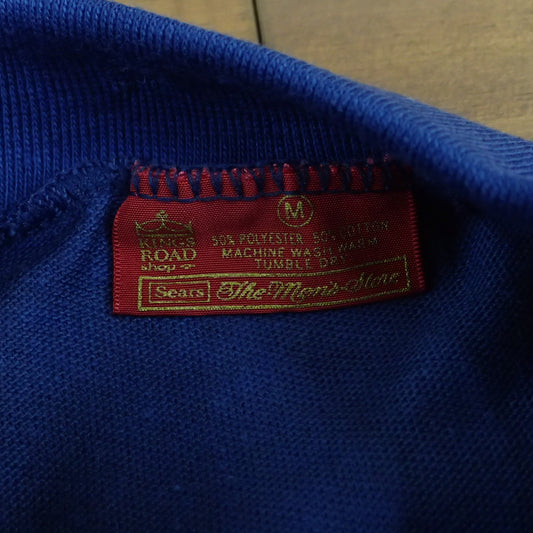 M
KINGS
ROAD
shop
50% POLYESTER 50% COTTON
MACHINE WASH WARM
TUMBLE DRY
Sears The Men's Store